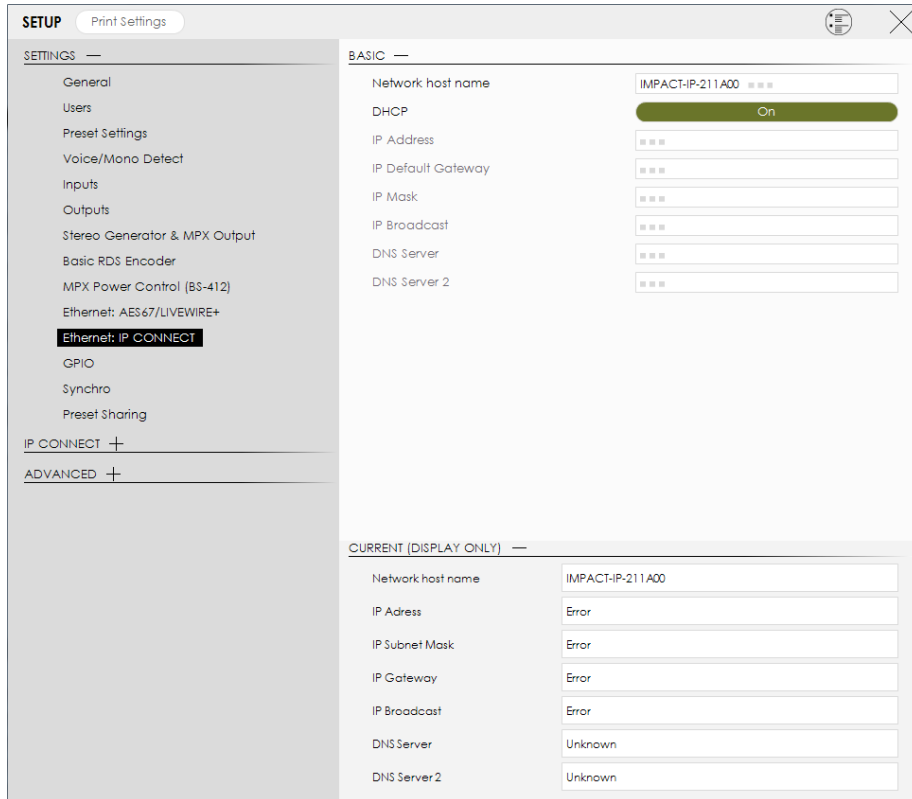 SETUP Print Settings
SETTINGS
General
Users
Preset Settings
Voice/Mono Detect
Inputs
Outputs
Stereo Generator & MPX Output
Basic RDS Encoder
MPX Power Control (BS-412)
Ethernet: AES67/LIVEWIRE+
Ethernet: IP CONNECT
GPIO
Synchro
Preset Sharing
IP CONNECT
ADVANCED
BASIC
Network host name IMPACT-IP-211A00
DHCP On
IP Address
IP Default Gateway
IP Mask
IP Broadcast
DNS Server
DNS Server 2
CURRENT (DISPLAY ONLY)
Network host name IMPACT-IP-211A00
IP Adress Error
IP Subnet Mask Error
IP Gateway Error
IP Broadcast Error
DNS Server Unknown
DNS Server 2 Unknown